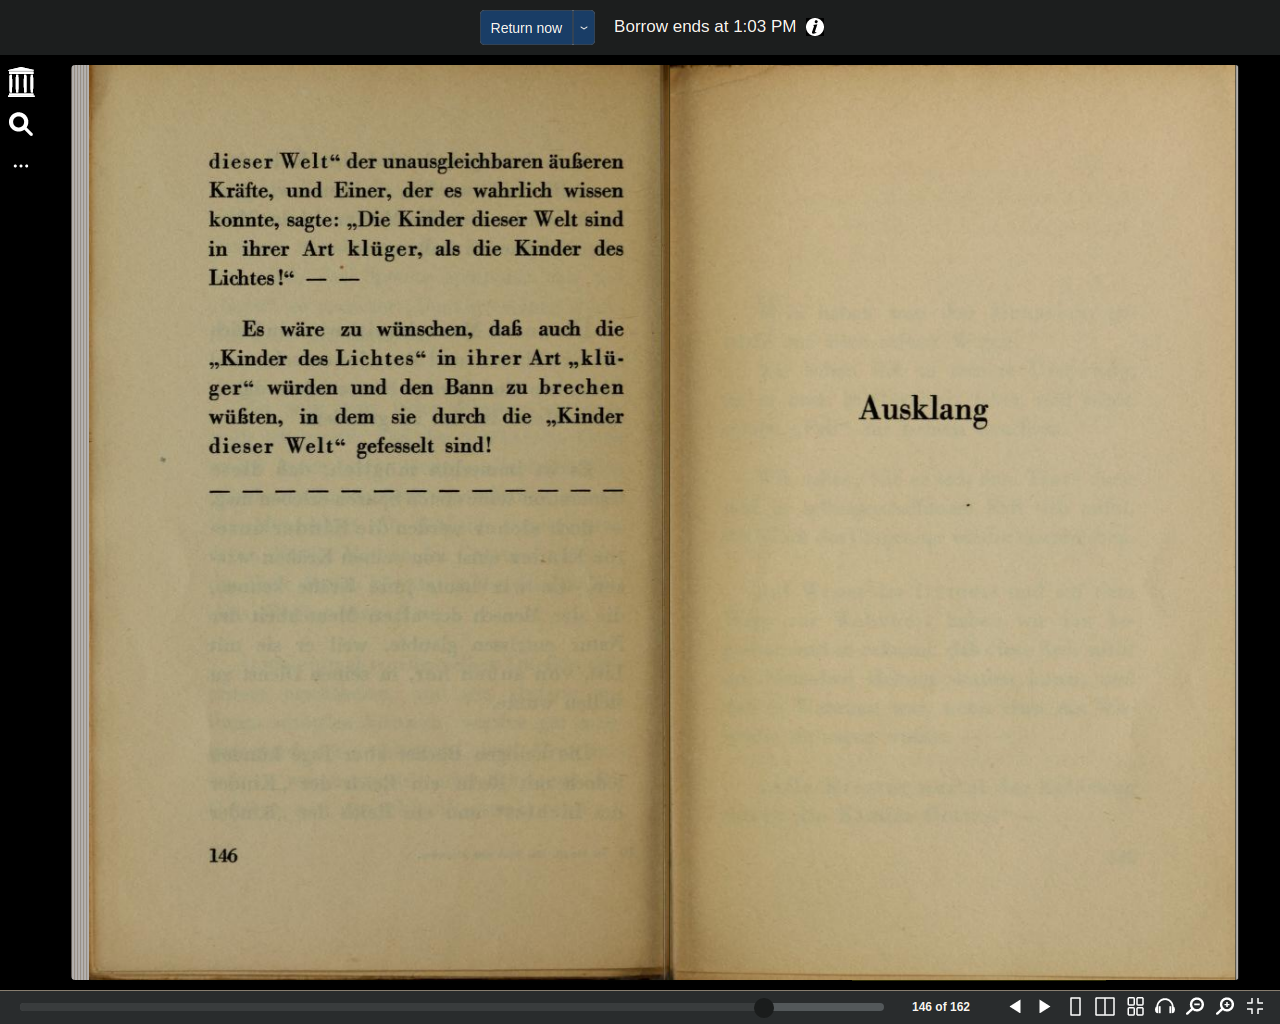 Return now
Borrow ends at 1:03 PM
dieser Welt“ der unausgleichbaren äußeren
Kräfte, und Einer, der es wahrlich wissen
konnte, sagte: „Die Kinder dieser Welt sind
in ihrer Art klüger, als die Kinder des
Lichtes!“ — —
Es wäre zu wünschen, daß auch die
„Kinder des Lichtes“ in ihrer Art „klü-
ger“ würden und den Bann zu brechen
wüßten, in dem sie durch die „Kinder
dieser Welt“ gefesselt sind!
— — — — — — — — — — — — —
146
Ausklang
146 of 162